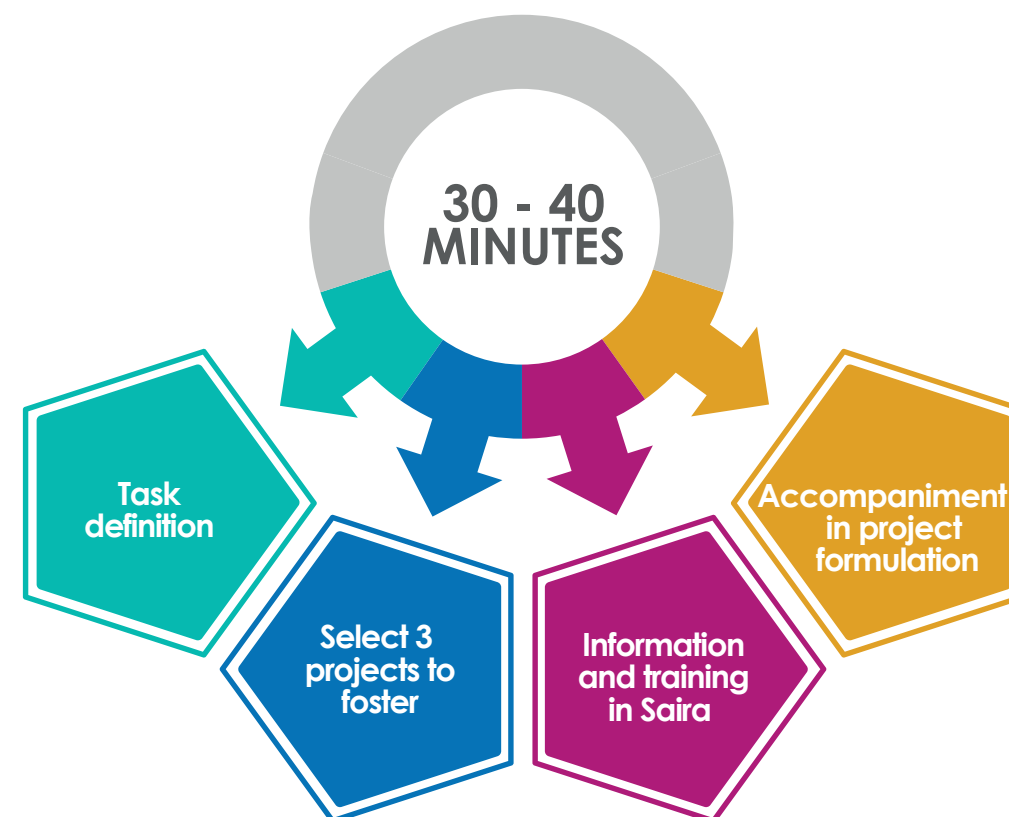 30 - 40
MINUTES
Task
definition
Select 3
projects to
foster
Information
and training
in Saira
Accompaniment
in project
formulation